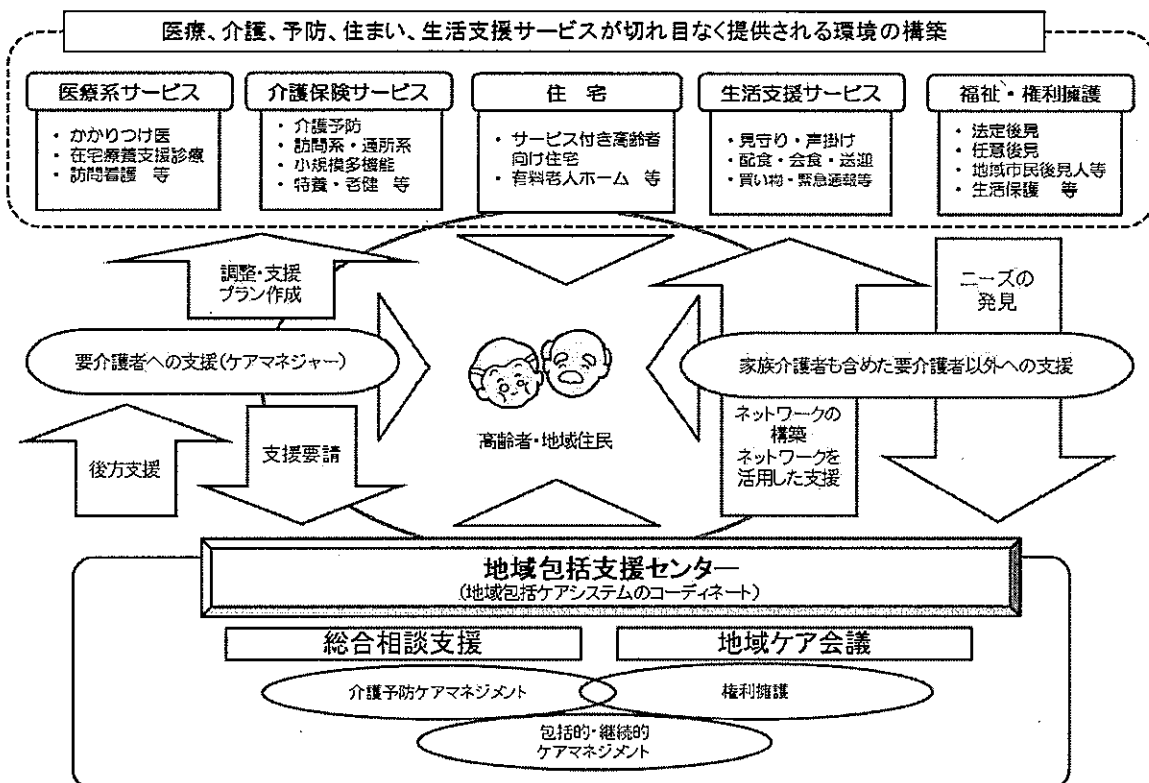 医療、介護、予防、住まい、生活支援サービスが切れ目なく提供される環境の構築
医療系サービス
・ かかりつけ医
・ 在宅療養支援診療
・ 訪問看護 等
介護保険サービス
・ 介護予防
・ 訪問系・通所系
・ 小規模多機能
・ 特養・老健 等
住 宅
・ サービス付き高齢者
向け住宅
・ 有料老人ホーム 等
生活支援サービス
・ 見守り・声掛け
・ 配食・会食・送迎
・ 買い物・緊急通報等
福祉・権利擁護
・ 法定後見
・ 任意後見
・ 地域市民後見人等
・ 生活保護 等
調整・支援
プラン作成
ニーズの
発見
要介護者への支援(ケアマネジャー)
家族介護者も含めた要介護者以外への支援
後方支援
支援要請
高齢者・地域住民
ネットワークの
構築
ネットワークを
活用した支援
地域包括支援センター
(地域包括ケアシステムのコーディネート)
総合相談支援
地域ケア会議
介護予防ケアマネジメント
権利擁護
包括的・継続的
ケアマネジメント